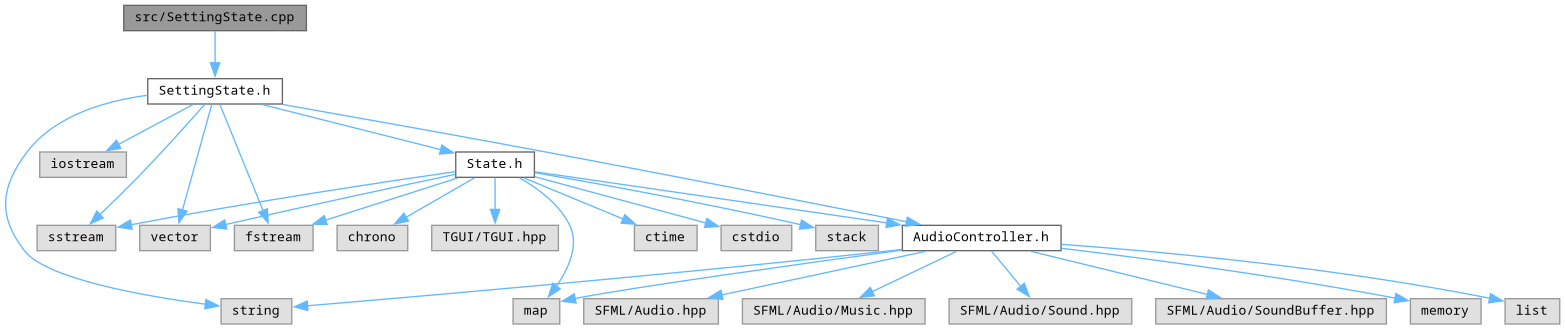 src/SettingState.cpp
SettingState.h
iostream
State.h
sstream
vector
fstream
chrono
TGUI/TGUI.hpp
ctime
cstdio
stack
AudioController.h
string
map
SFML/Audio.hpp
SFML/Audio/Music.hpp
SFML/Audio/Sound.hpp
SFML/Audio/SoundBuffer.hpp
memory
list